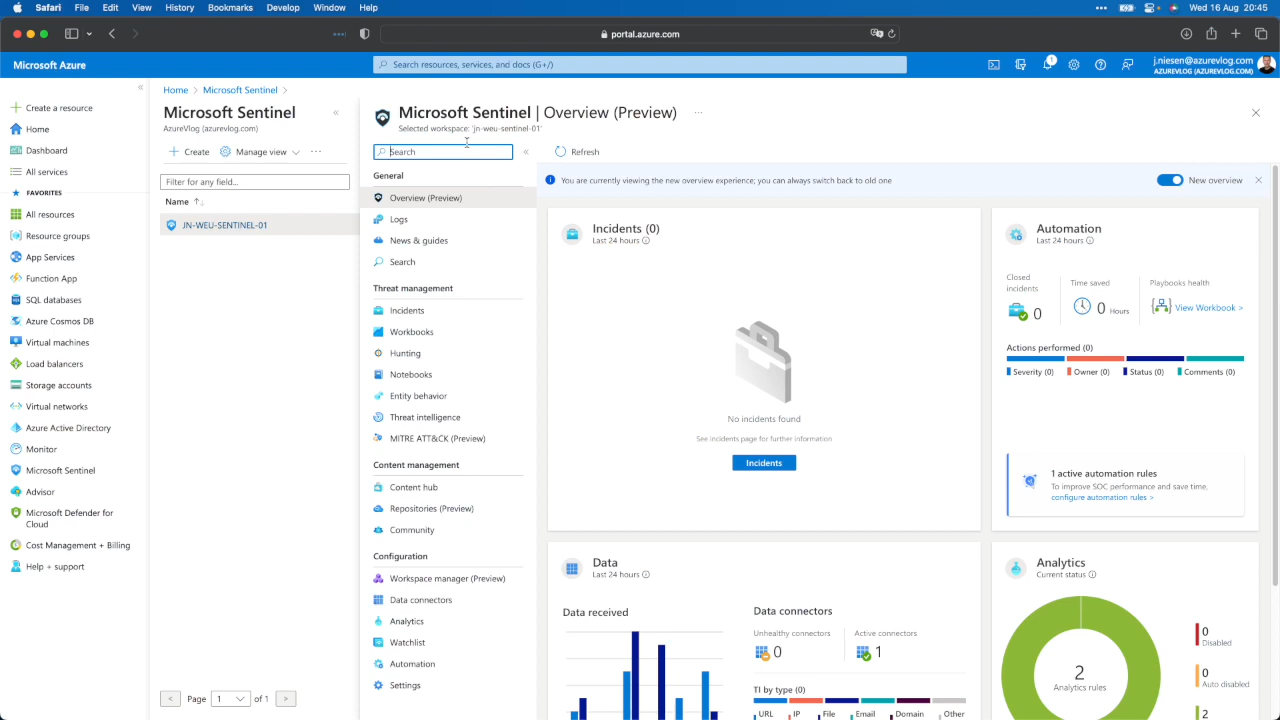 Safari File Edit View History Bookmarks Develop Window Help
Wed 16 Aug 20:45
portal.azure.com
Microsoft Azure
Search resources, services, and docs (G+/)
1
j.niesen@azurevlog.com
AZUREVLOG (AZUREVLOG.COM)
Create a resource
Home
Dashboard
All services
FAVORITES
All resources
Resource groups
App Services
Function App
SQL databases
Azure Cosmos DB
Virtual machines
Load balancers
Storage accounts
Virtual networks
Azure Active Directory
Monitor
Microsoft Sentinel
Advisor
Microsoft Defender for
Cloud
Cost Management + Billing
Help + support
Home > Microsoft Sentinel >
Microsoft Sentinel
AzureVlog (azurevlog.com)
Create Manage view ...
Filter for any field...
Name
JN-WEU-SENTINEL-01
< Page 1 of 1 >
Microsoft Sentinel | Overview (Preview) ...
Selected workspace: 'jn-weu-sentinel-01'
Search
General
Overview (Preview)
Logs
News & guides
Search
Threat management
Incidents
Workbooks
Hunting
Notebooks
Entity behavior
Threat intelligence
MITRE ATT&CK (Preview)
Content management
Content hub
Repositories (Preview)
Community
Configuration
Workspace manager (Preview)
Data connectors
Analytics
Watchlist
Automation
Settings
Refresh
You are currently viewing the new overview experience; you can always switch back to old one
New overview
Incidents (0)
Last 24 hours
No incidents found
See incidents page for further information
Incidents
Automation
Last 24 hours
Closed
incidents
0
Time saved
0 Hours
Playbooks health
View Workbook >
Actions performed (0)
Severity (0) Owner (0) Status (0) Comments (0)
1 active automation rules
To improve SOC performance and save time,
configure automation rules >
Data
Last 24 hours
Data received
Data connectors
Unhealthy connectors
0
Active connectors
1
TI by type (0)
URL IP File Email Domain Other
Analytics
Current status
2
Analytics rules
0
Disabled
0
Auto disabled
2